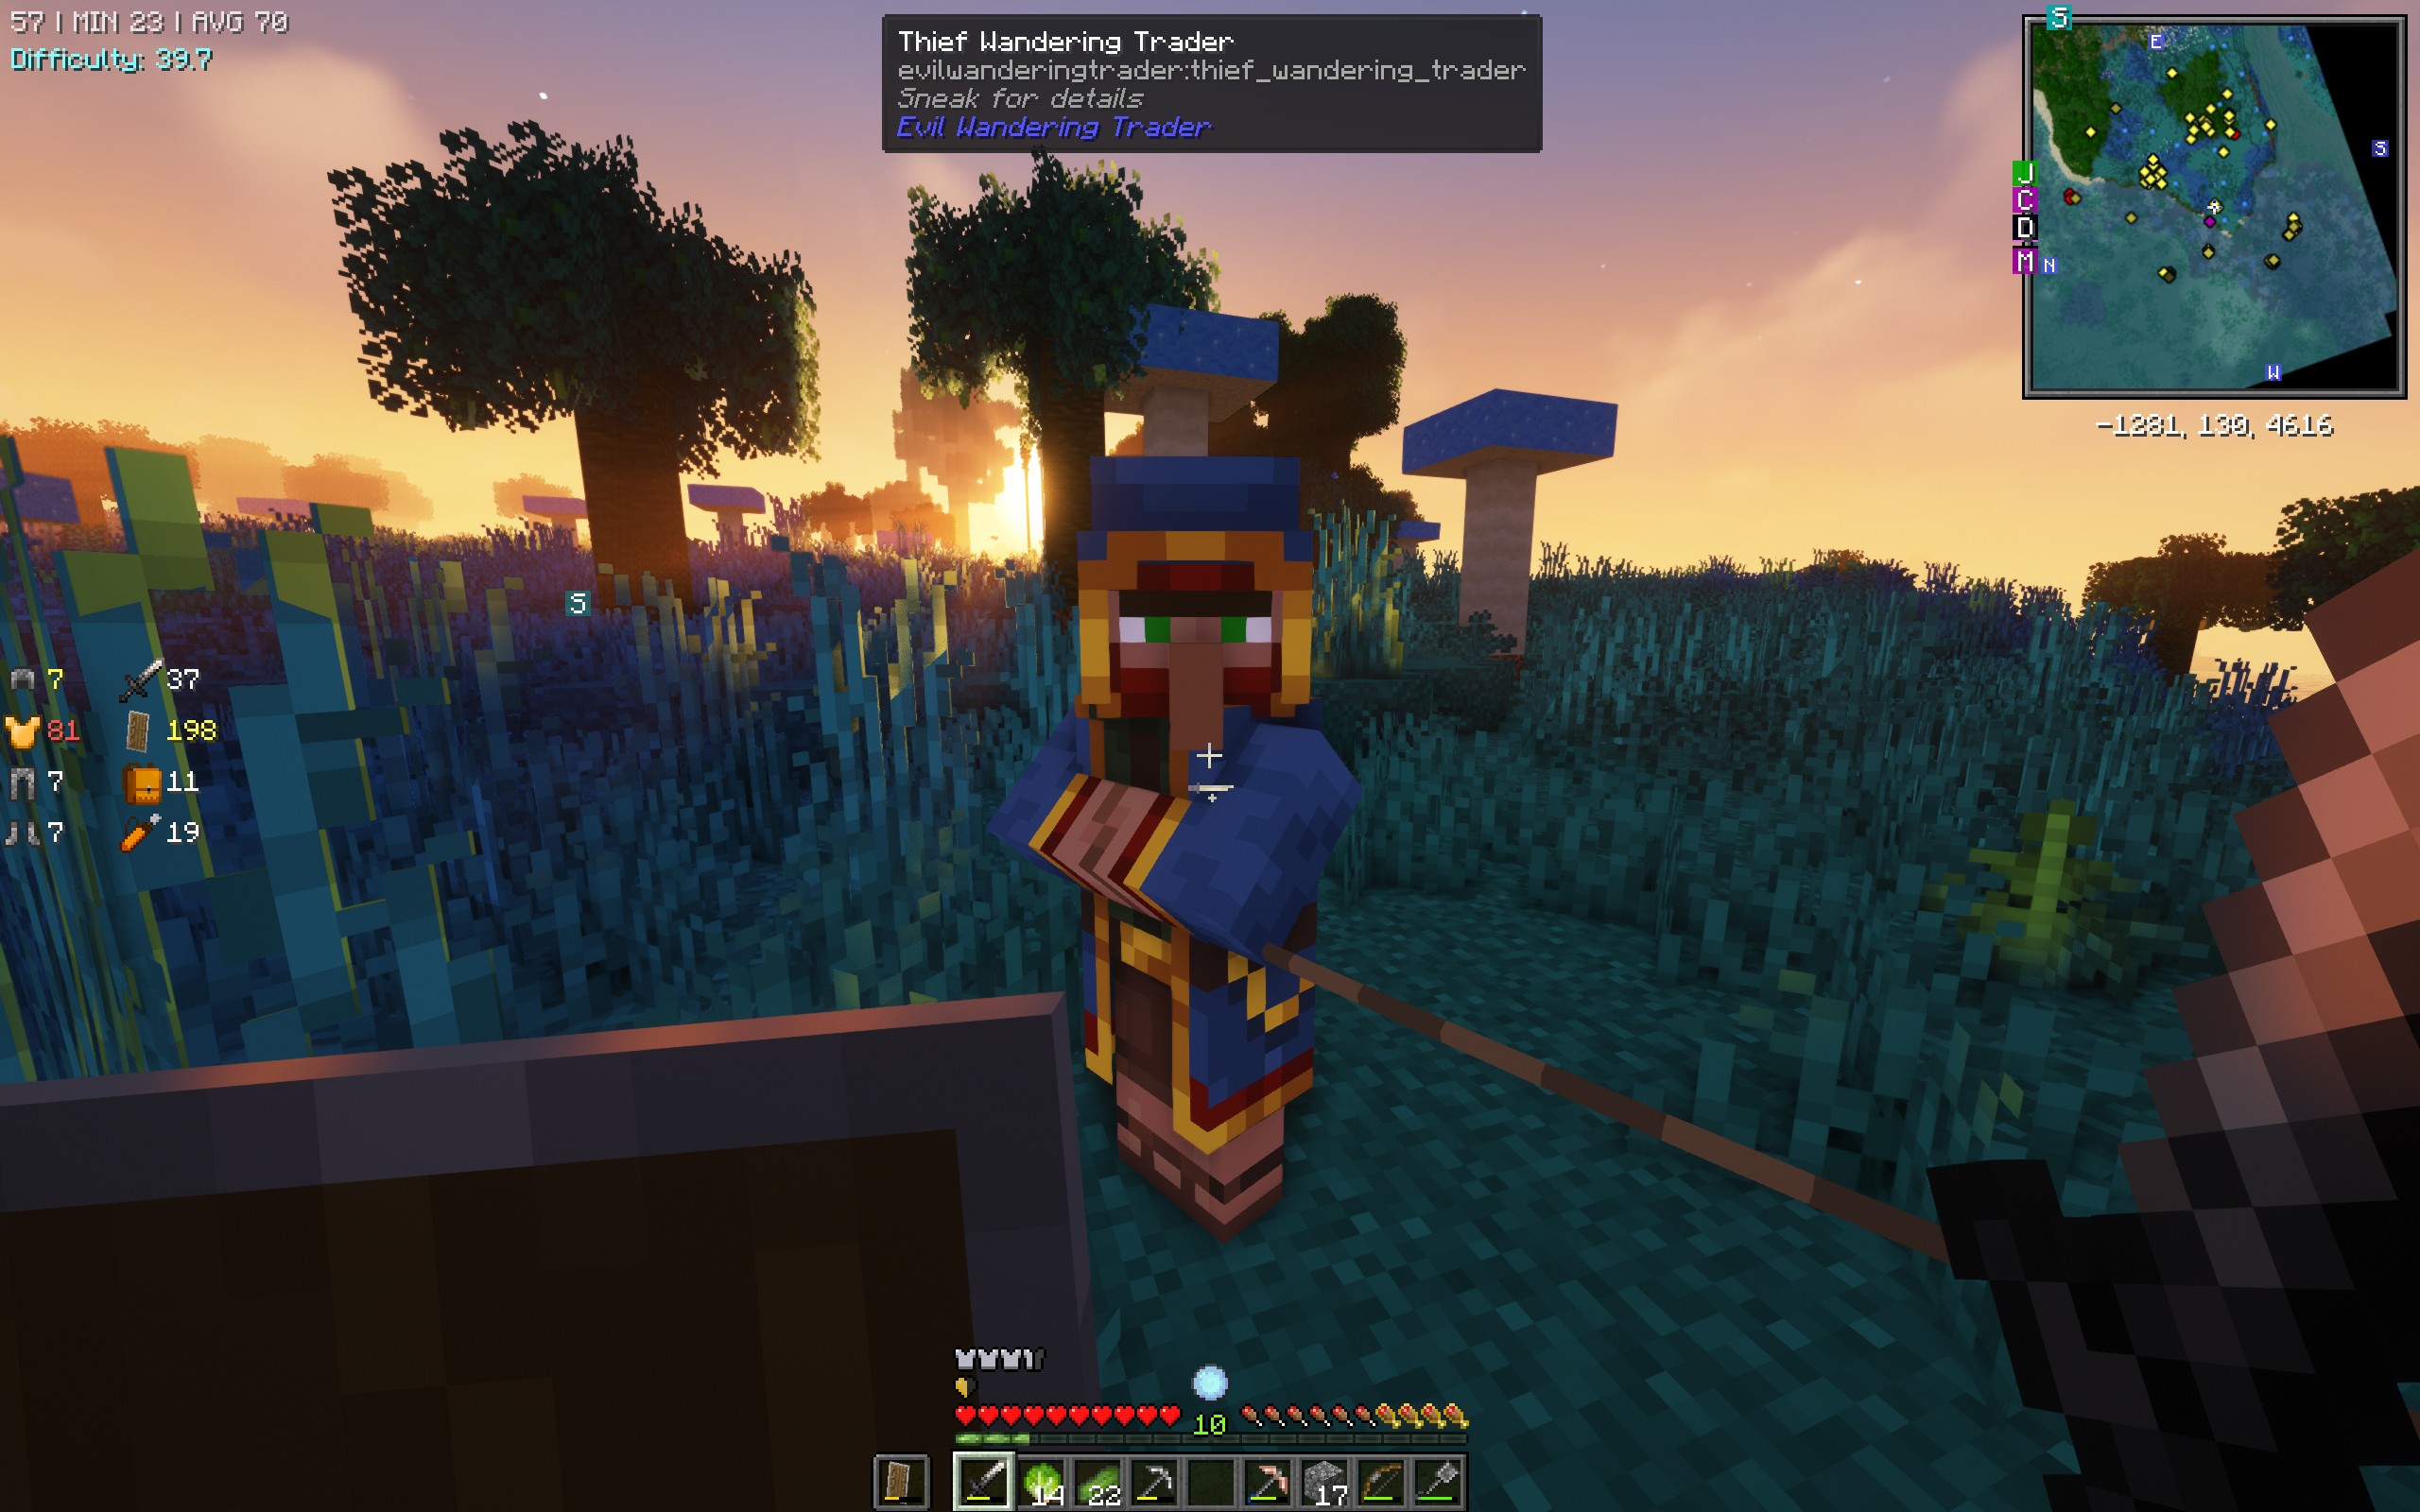 57 | MIN 23 | AVG 70
Difficulty: 39.7
Thief Wandering Trader
evilwanderingtrader:thief_wandering_trader
Sneak for details
Evil Wandering Trader
S
E
S
J
C
D
M
N
W
-1281, 130, 4616
S
7
37
81
198
7
11
7
19
10
14
22
17